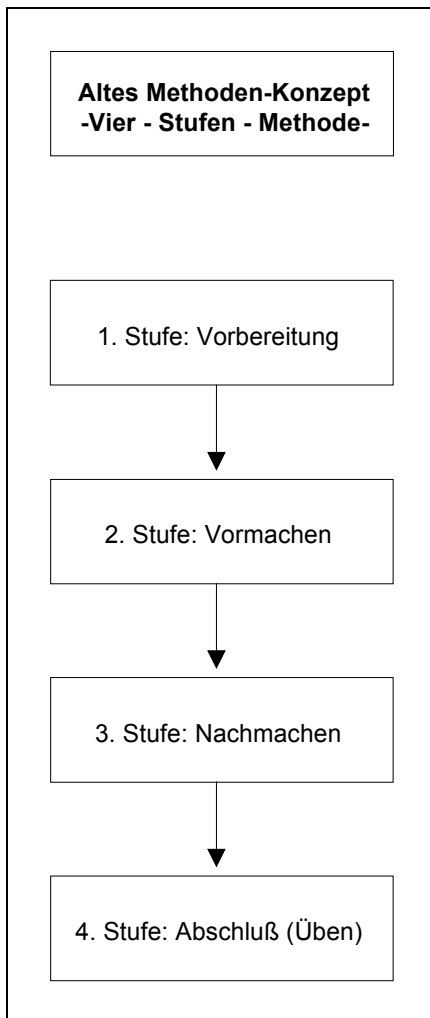 Altes Methoden-Konzept
-Vier - Stufen - Methode-
1. Stufe: Vorbereitung
2. Stufe: Vormachen
3. Stufe: Nachmachen
4. Stufe: Abschluß (Üben)